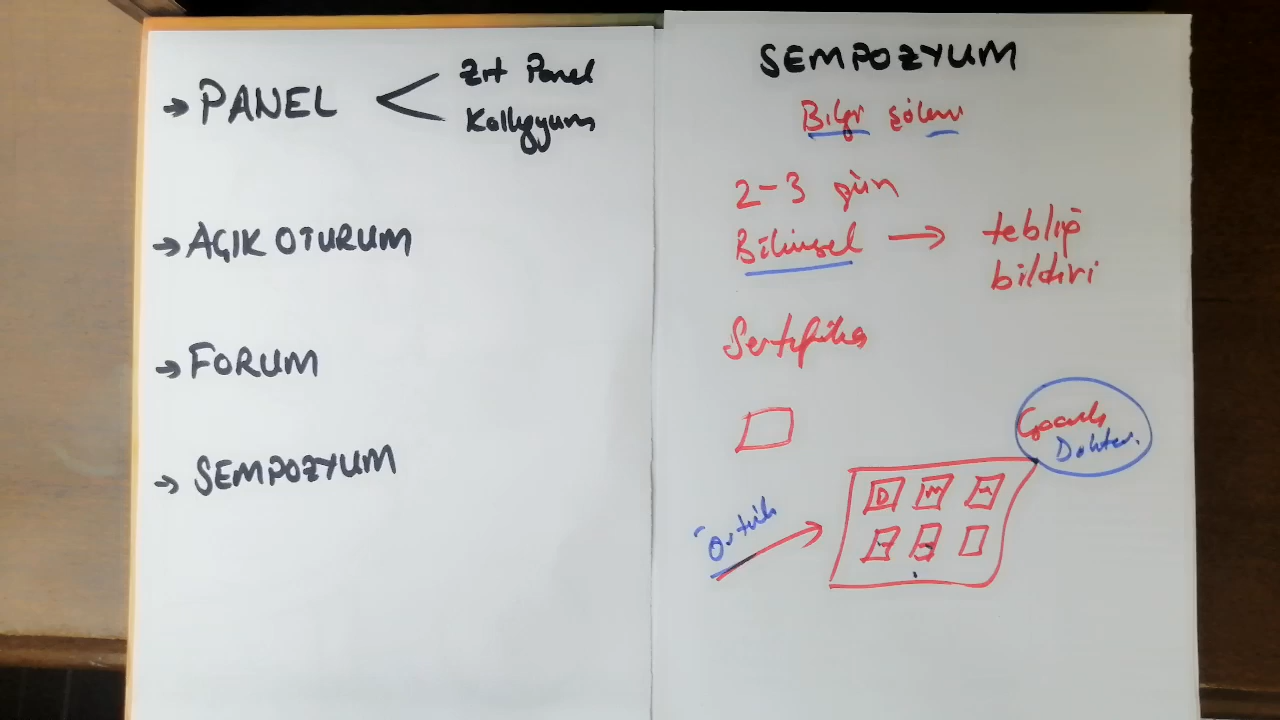 → PANEL
Zıt Panel
Kollegyum
→ AÇIK OTURUM
→ FORUM
→ SEMPOZYUM
SEMPOZYUM
Bilgi şöleni
2-3 gün
Bilimsel → tebliğ
bildiri
Sertifika
Çocuk
Doktor.
D M